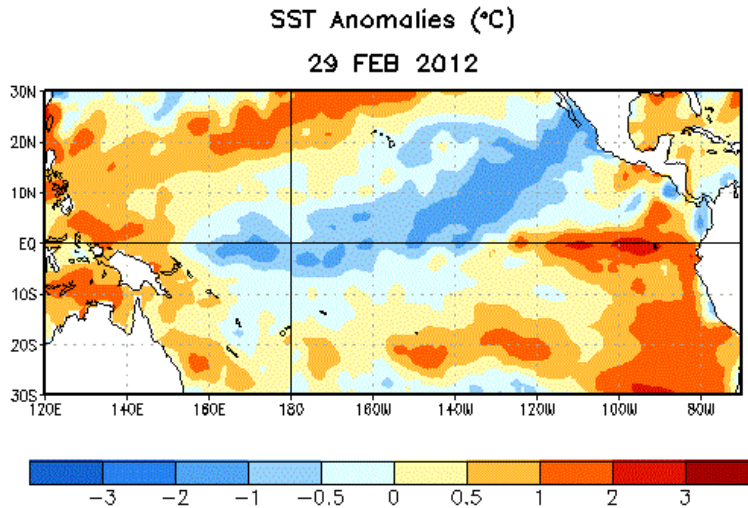 SST Anomalies (°C)
29 FEB 2012
30N
20N
10N
EQ
10S
20S
30S
120E 140E 160E 180 160W 140W 120W 100W 80W
-3 -2 -1 -0.5 0 0.5 1 2 3